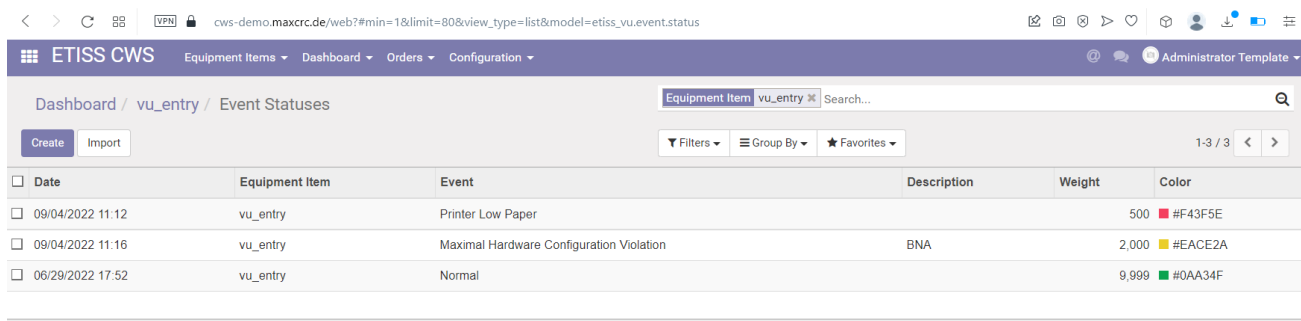 VPN cws-demo.maxcrc.de/web?#min=1&limit=80&view_type=list&model=etiss_vu.event.status
ETISS CWS Equipment Items Dashboard Orders Configuration @ Administrator Template
Dashboard / vu_entry / Event Statuses Equipment Item vu_entry Search...
Create Import Filters Group By Favorites 1-3 / 3
Date Equipment Item Event Description Weight Color
09/04/2022 11:12 vu_entry Printer Low Paper 500 #F43F5E
09/04/2022 11:16 vu_entry Maximal Hardware Configuration Violation BNA 2,000 #EACE2A
06/29/2022 17:52 vu_entry Normal 9,999 #0AA34F